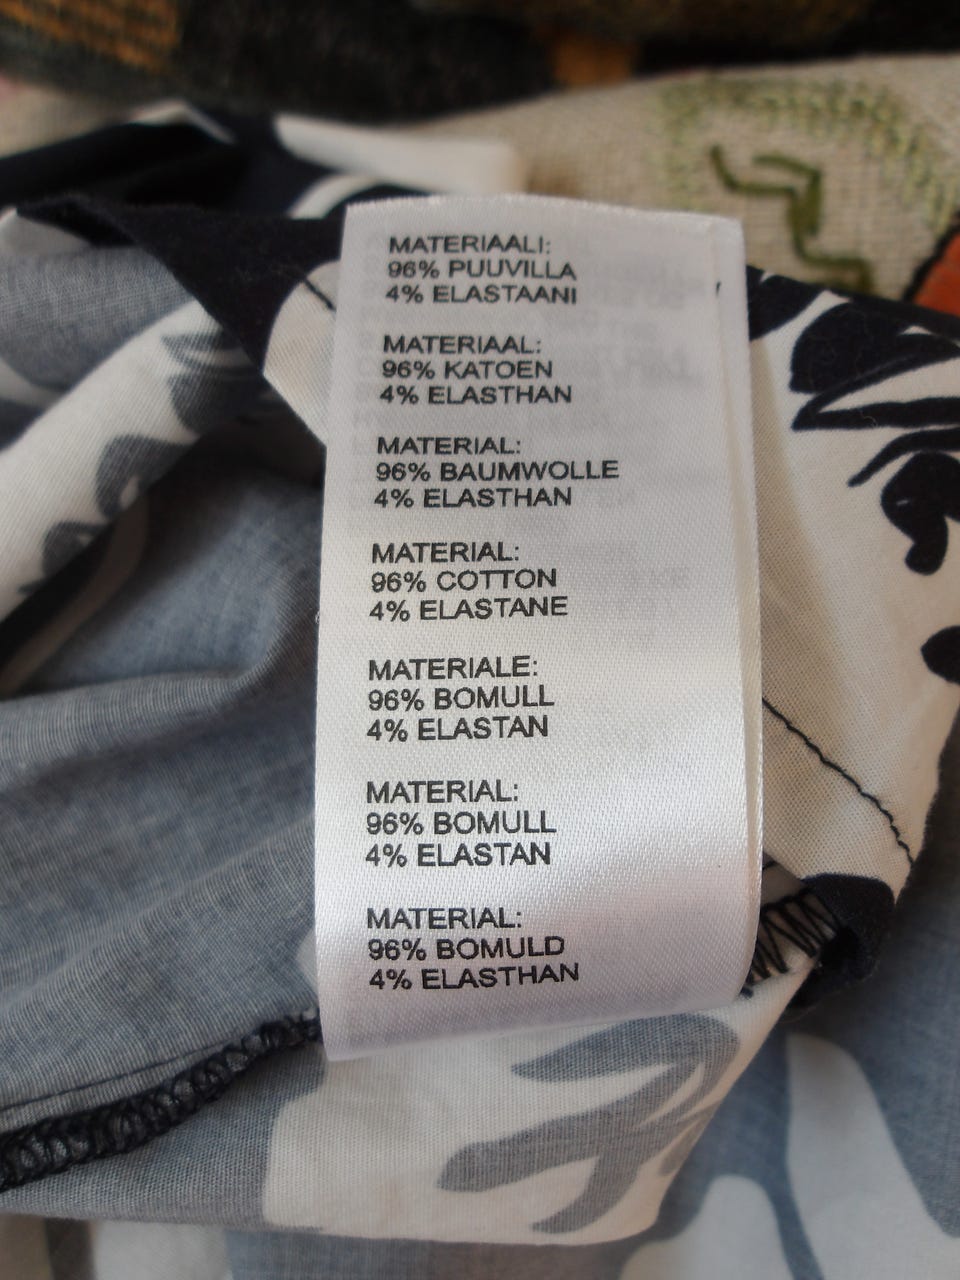 MATERIAALI:
96% PUUVILLA
4% ELASTAANI
MATERIAAL:
96% KATOEN
4% ELASTHAN
MATERIAL:
96% BAUMWOLLE
4% ELASTHAN
MATERIAL:
96% COTTON
4% ELASTANE
MATERIALE:
96% BOMULL
4% ELASTAN
MATERIAL:
96% BOMULL
4% ELASTAN
MATERIAL:
96% BOMULD
4% ELASTHAN